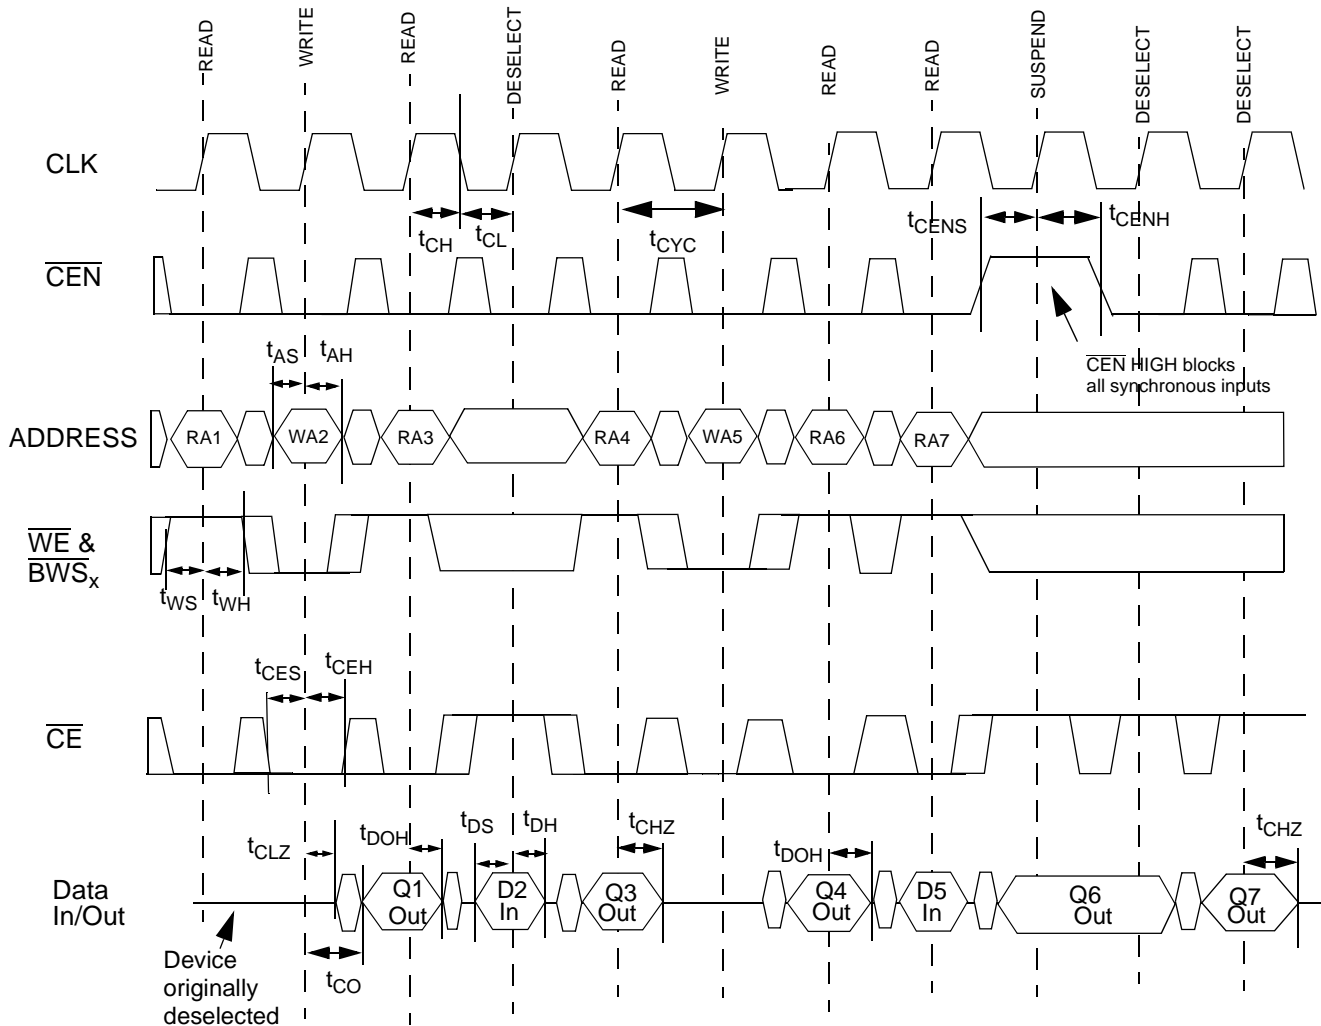 READ
WRITE
READ
DESELECT
READ
WRITE
READ
READ
SUSPEND
DESELECT
DESELECT
CLK
tCH
tCL
tCYC
tCENS
tCENH
CEN
CEN HIGH blocks
all synchronous inputs
tAS
tAH
ADDRESS
RA1
WA2
RA3
RA4
WA5
RA6
RA7
WE &
BWSx
tWS
tWH
tCES
tCEH
CE
tCLZ
tDOH
tDS
tDH
tCHZ
tDOH
tCHZ
Data
In/Out
Q1
Out
D2
In
Q3
Out
Q4
Out
D5
In
Q6
Out
Q7
Out
tCO
Device
originally
deselected